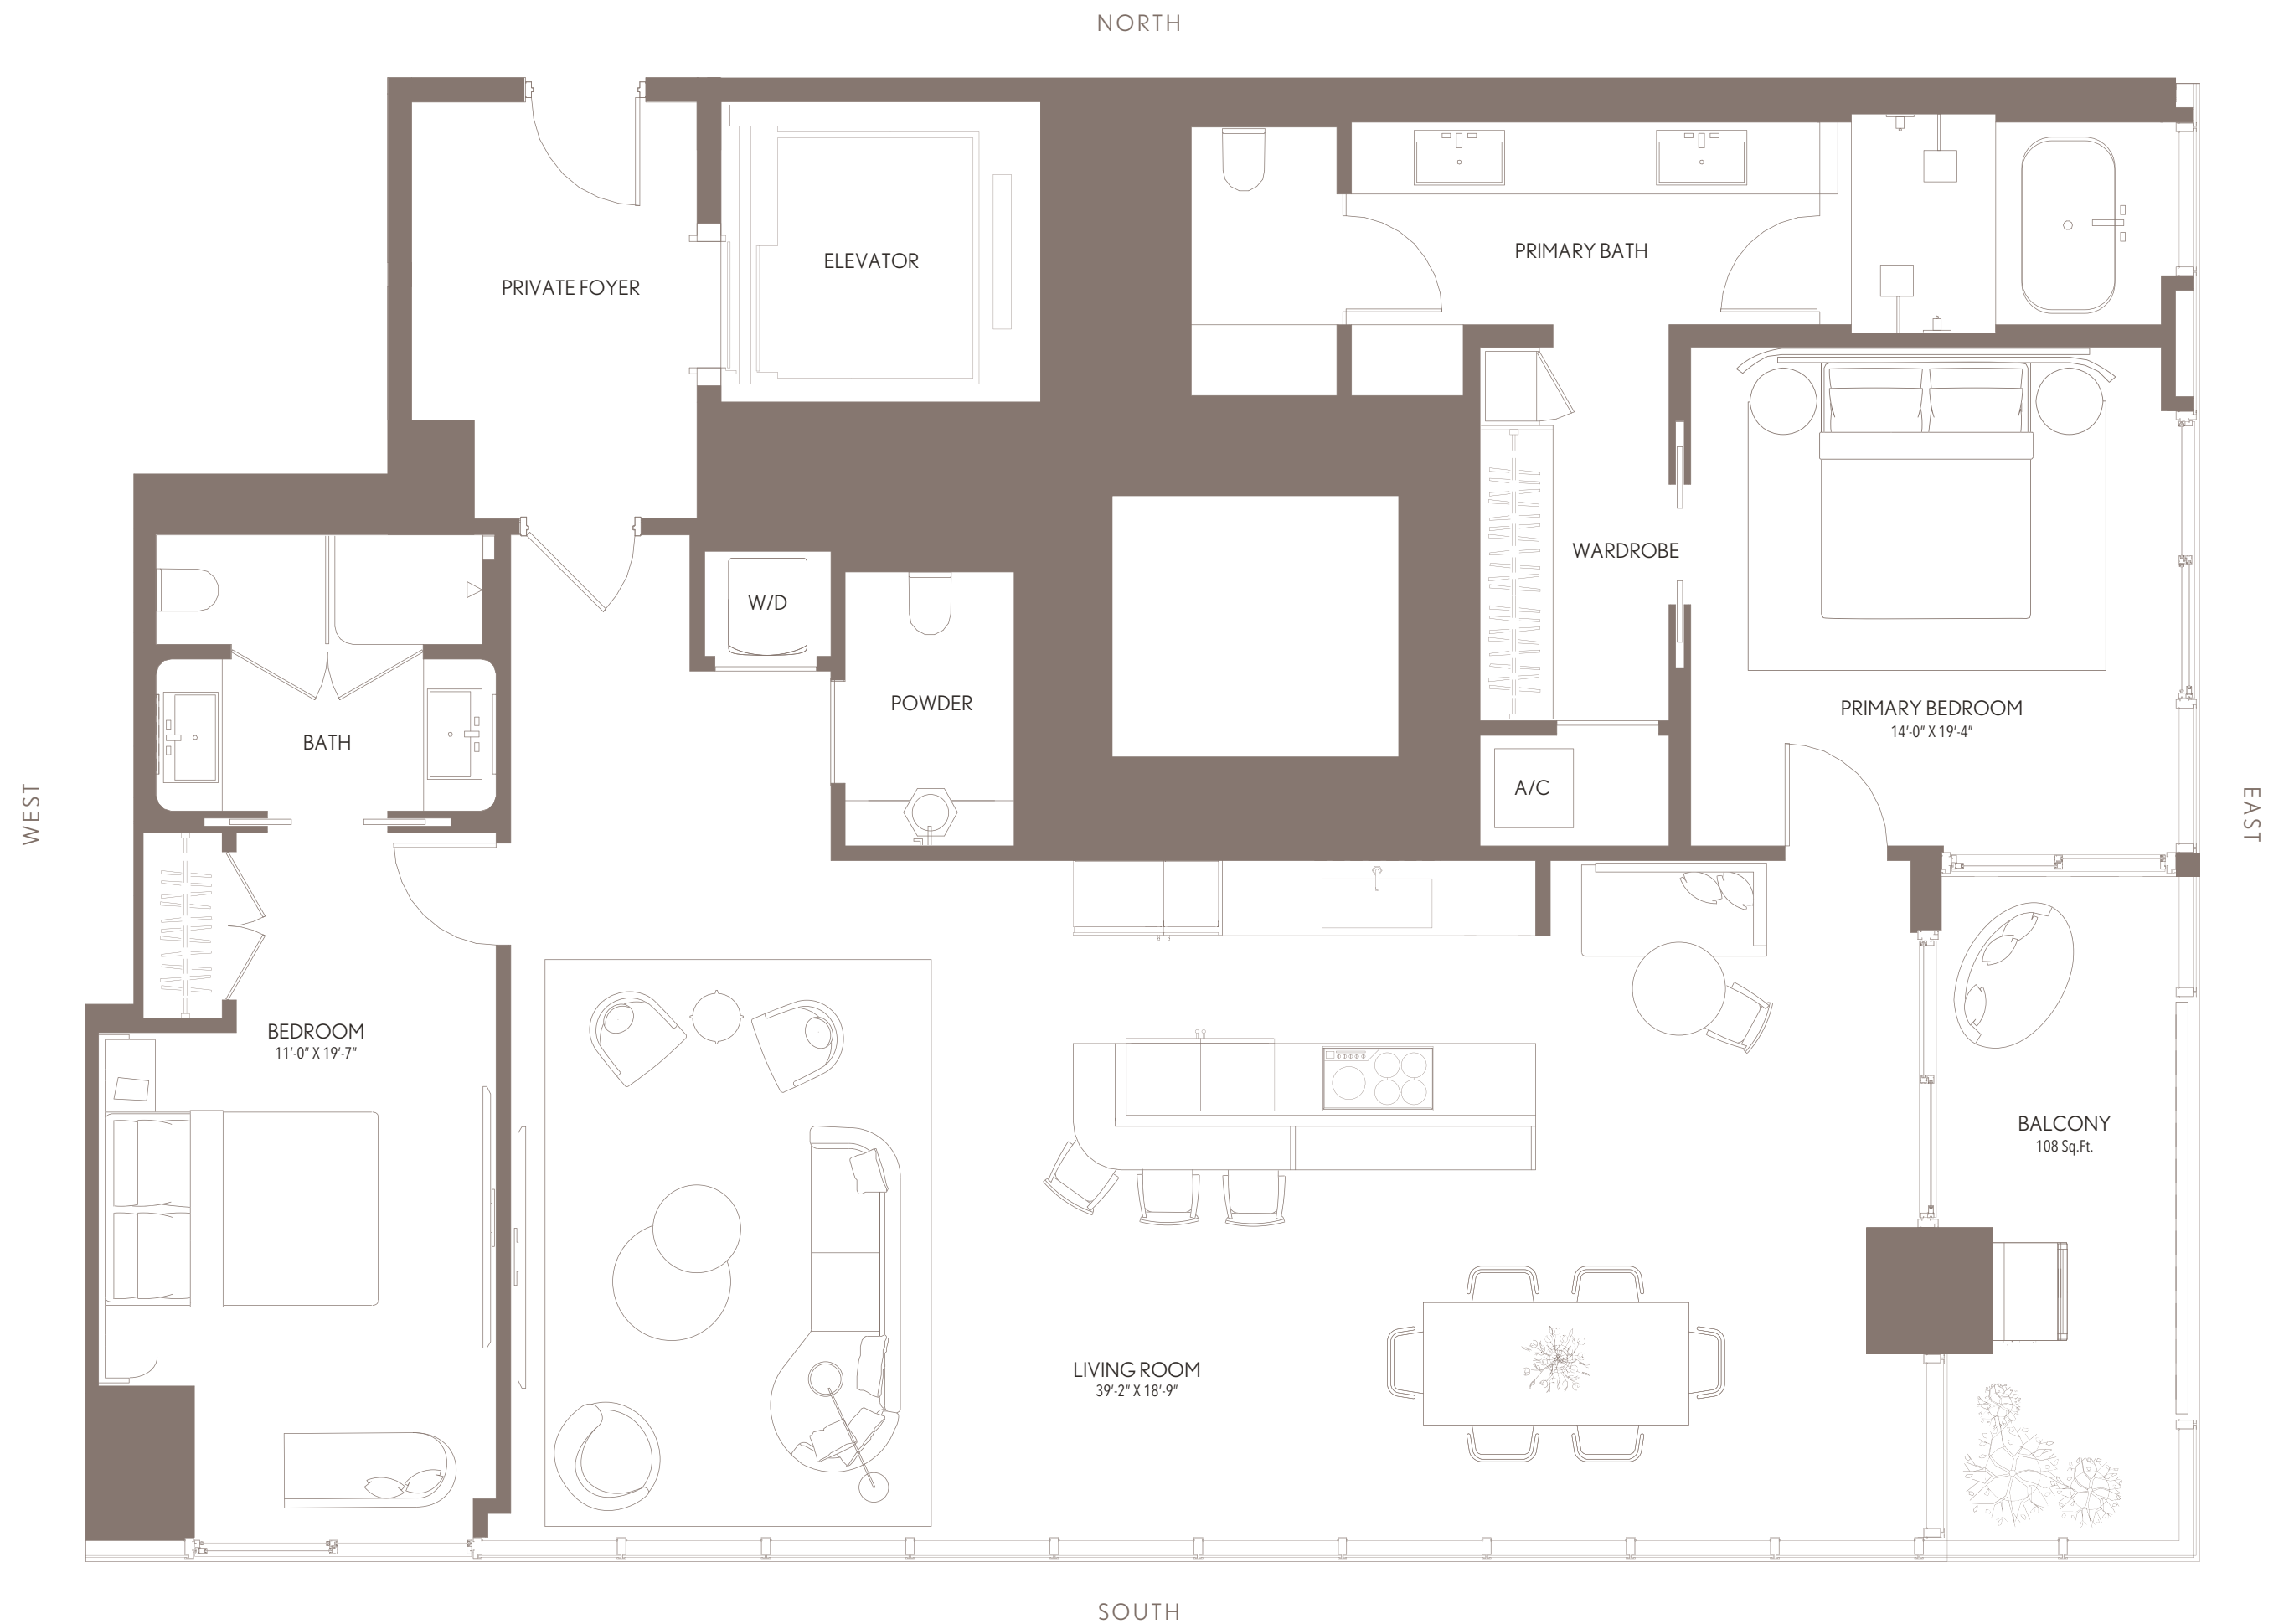 NORTH
PRIMARY BATH
ELEVATOR
PRIVATE FOYER
WARDROBE
W/D
POWDER
PRIMARY BEDROOM
14'-0" X 19'-4"
BATH
A/C
WEST
EAST
BEDROOM
11'-0" X 19'-7"
BALCONY
108 Sq.Ft.
LIVING ROOM
39'-2" X 18'-9"
SOUTH